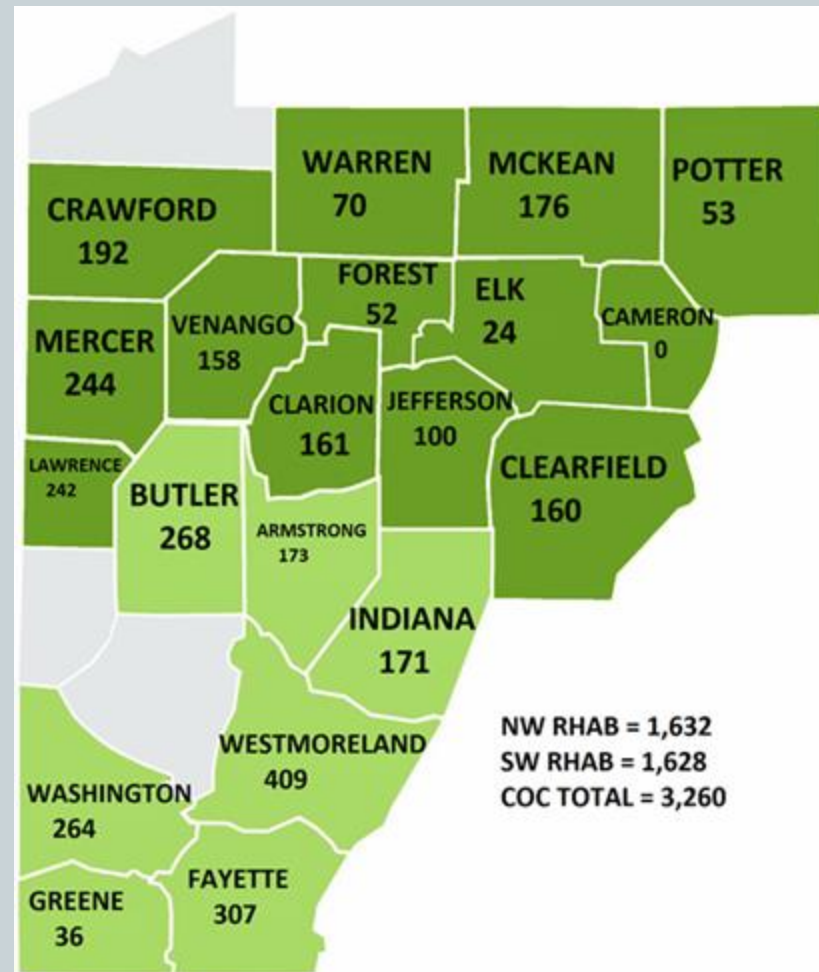 WARREN
70
MCKEAN
176
POTTER
53
CRAWFORD
192
FOREST
52
ELK
24
CAMERON
0
VENANGO
158
MERCER
244
CLARION
161
JEFFERSON
100
LAWRENCE
242
BUTLER
268
ARMSTRONG
173
CLEARFIELD
160
INDIANA
171
NW RHAB = 1,632
SW RHAB = 1,628
COC TOTAL = 3,260
WESTMORELAND
409
WASHINGTON
264
FAYETTE
307
GREENE
36